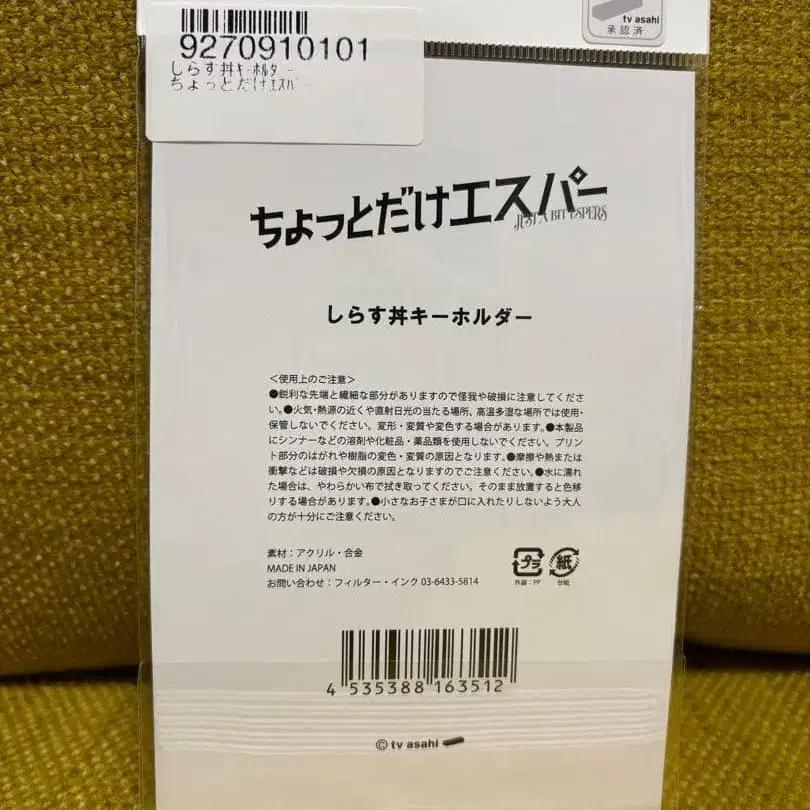 9270910101
しらす丼ｷｰﾎﾙﾀﾞｰ
ちょっとだけｴｽﾊﾟｰ
tv asahi
承認済
ちょっとだけエスパー
JUST A BIT ESPERS
しらす丼キーホルダー
＜使用上のご注意＞
●鋭利な先端と繊細な部分がありますので怪我や破損に注意してくださ
い。●火気・熱源の近くや直射日光の当たる場所、高温多湿な場所では使用・
保管しないでください。変形・変質や変色する場合があります。●本製品
にシンナーなどの溶剤や化粧品・薬品類を使用しないでください。プリン
ト部分のはがれや樹脂の変色・変質の原因となります。●摩擦や熱または
衝撃などは破損や欠損の原因となりますのでご注意ください。●水に濡れ
た場合は、やわらかい布で拭き取ってください。そのまま放置すると色移
りする場合があります。●小さなお子さまが口に入れたりしないよう大人
の方が十分にご注意ください。
素材：アクリル・合金
MADE IN JAPAN
お問い合わせ：フィルター・インク 03-6433-5814
プラ
紙
外装：PP
台紙
4 535388 163512
© tv asahi